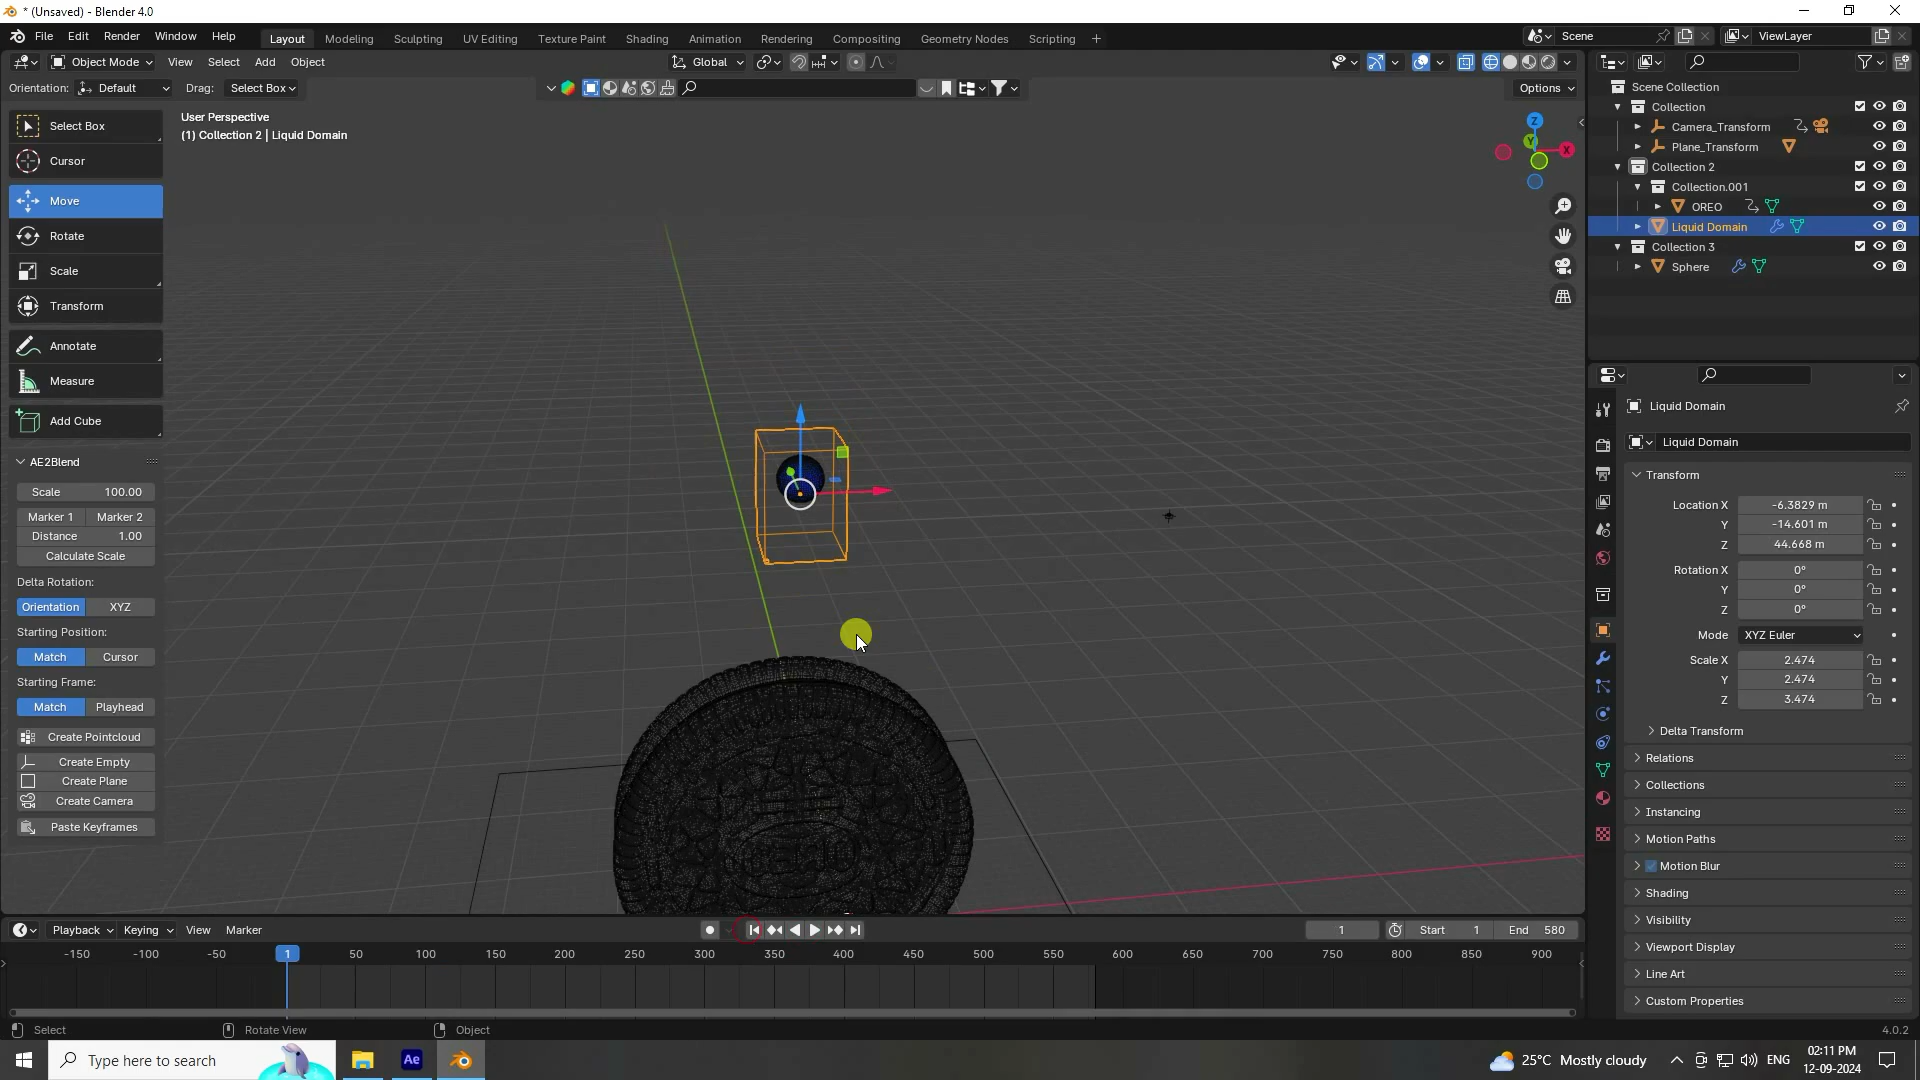 * (Unsaved) - Blender 4.0
File Edit Render Window Help
Layout Modeling Sculpting UV Editing Texture Paint Shading Animation Rendering Compositing Geometry Nodes Scripting +
Scene
ViewLayer
Object Mode View Select Add Object
Global
Orientation: Default Drag: Select Box
Options
Select Box
Cursor
Move
Rotate
Scale
Transform
Annotate
Measure
Add Cube
AE2Blend
Scale 100.00
Marker 1 Marker 2
Distance 1.00
Calculate Scale
Delta Rotation:
Orientation XYZ
Starting Position:
Match Cursor
Starting Frame:
Match Playhead
Create Pointcloud
Create Empty
Create Plane
Create Camera
Paste Keyframes
User Perspective
(1) Collection 2 | Liquid Domain
Z
Y
X
Scene Collection
Collection
Camera_Transform
Plane_Transform
Collection 2
Collection.001
OREO
Liquid Domain
Collection 3
Sphere
Liquid Domain
Liquid Domain
Transform
Location X -6.3829 m
Y -14.601 m
Z 44.668 m
Rotation X 0°
Y 0°
Z 0°
Mode XYZ Euler
Scale X 2.474
Y 2.474
Z 3.474
Delta Transform
Relations
Collections
Instancing
Motion Paths
Motion Blur
Shading
Visibility
Viewport Display
Line Art
Custom Properties
Playback Keying View Marker
1 Start 1 End 580
-150 -100 -50 1 50 100 150 200 250 300 350 400 450 500 550 600 650 700 750 800 850 900
Select Rotate View Object 4.0.2
Type here to search
Ae
25°C Mostly cloudy
ENG
02:11 PM
12-09-2024